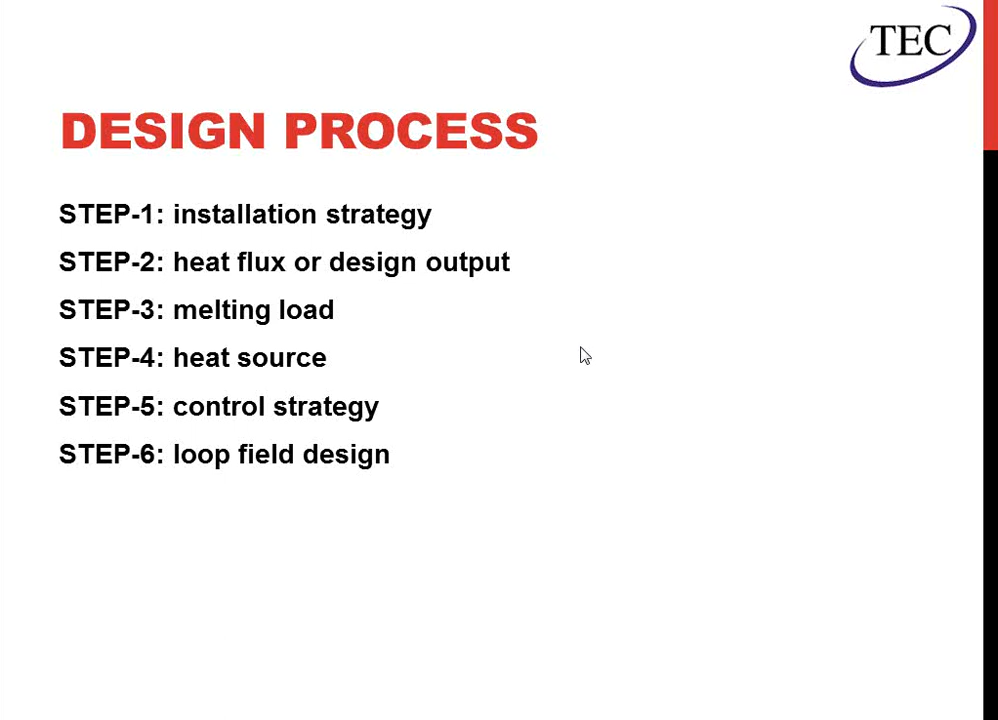 TEC
DESIGN PROCESS
STEP-1: installation strategy
STEP-2: heat flux or design output
STEP-3: melting load
STEP-4: heat source
STEP-5: control strategy
STEP-6: loop field design